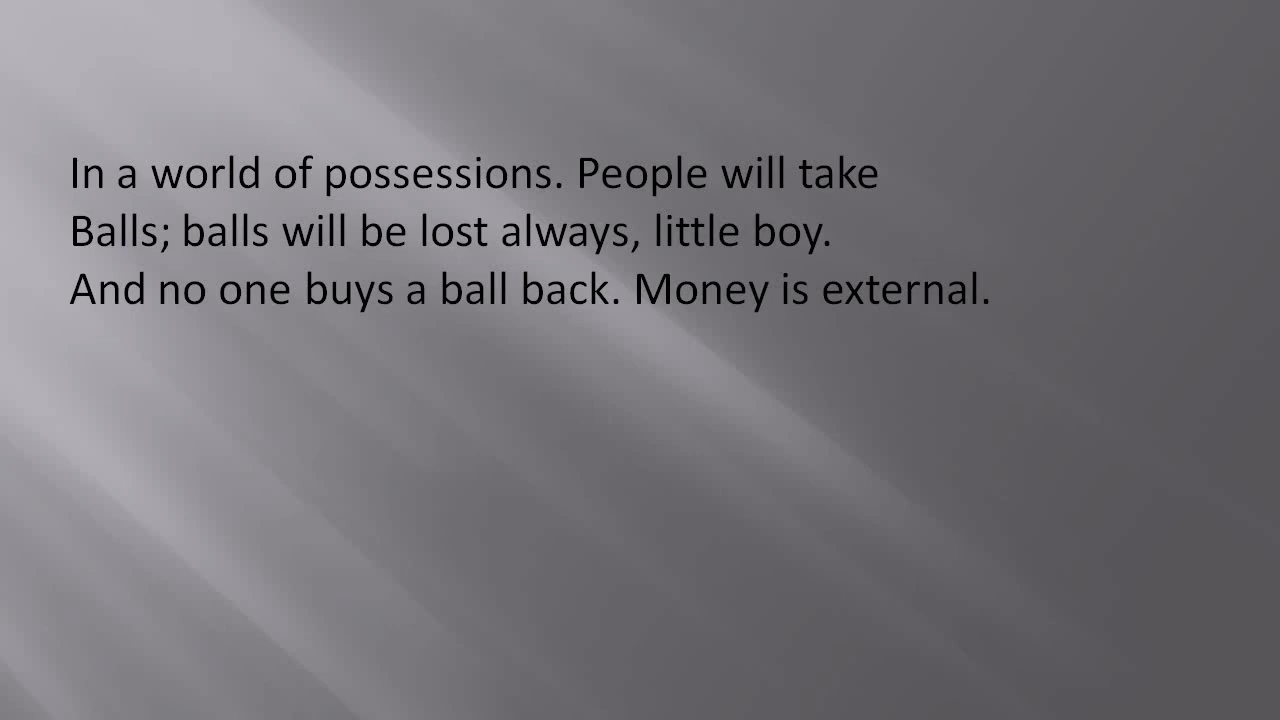 In a world of possessions. People will take
Balls; balls will be lost always, little boy.
And no one buys a ball back. Money is external.